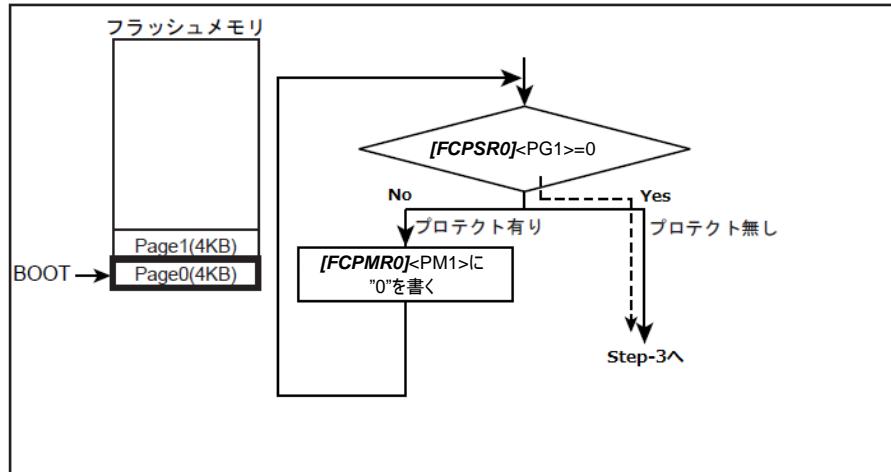 フラッシュメモリ
Page1(4KB)
BOOT
Page0(4KB)
[FCPSR0]<PG1>=0
No
Yes
プロテクト有り
プロテクト無し
[FCPMR0]<PM1>に
"0"を書く
Step-3へ